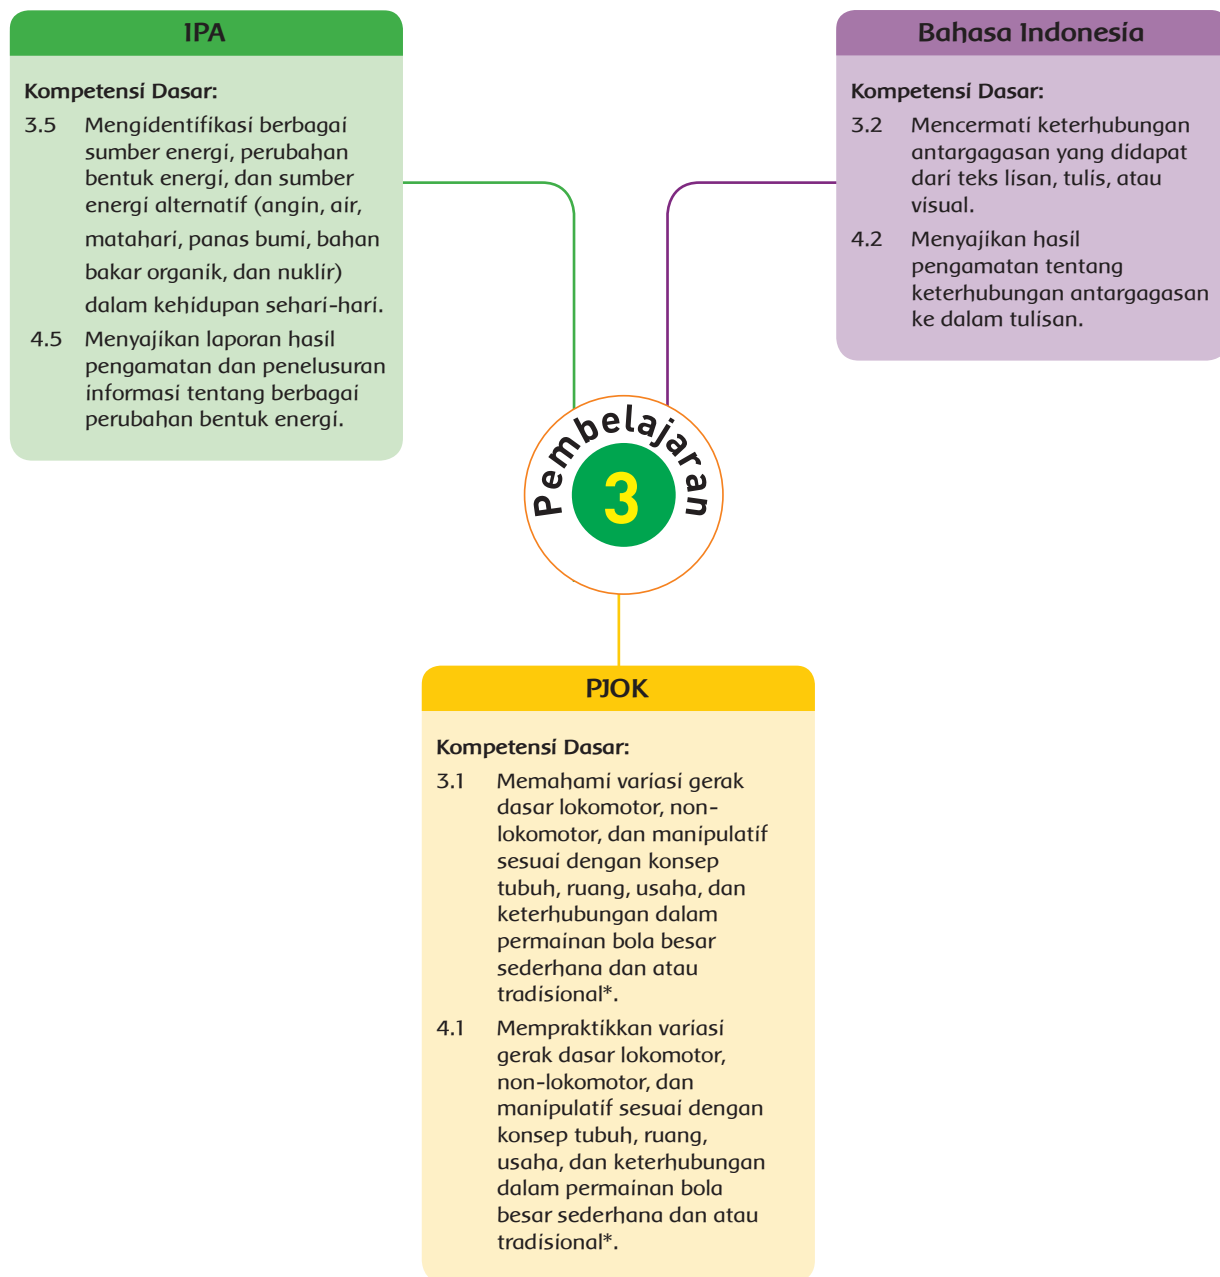 IPA
Kompetensi Dasar:
3.5 Mengidentifikasi berbagai
sumber energi, perubahan
bentuk energi, dan sumber
energi alternatif (angin, air,
matahari, panas bumi, bahan
bakar organik, dan nuklir)
dalam kehidupan sehari-hari.
4.5 Menyajikan laporan hasil
pengamatan dan penelusuran
informasi tentang berbagai
perubahan bentuk energi.
Bahasa Indonesia
Kompetensi Dasar:
3.2 Mencermati keterhubungan
antargagasan yang didapat
dari teks lisan, tulis, atau
visual.
4.2 Menyajikan hasil
pengamatan tentang
keterhubungan antargagasan
ke dalam tulisan.
Pembelajaran
3
PJOK
Kompetensi Dasar:
3.1 Memahami variasi gerak
dasar lokomotor, non-
lokomotor, dan manipulatif
sesuai dengan konsep
tubuh, ruang, usaha, dan
keterhubungan dalam
permainan bola besar
sederhana dan atau
tradisional*.
4.1 Mempraktikkan variasi
gerak dasar lokomotor,
non-lokomotor, dan
manipulatif sesuai dengan
konsep tubuh, ruang,
usaha, dan keterhubungan
dalam permainan bola
besar sederhana dan atau
tradisional*.